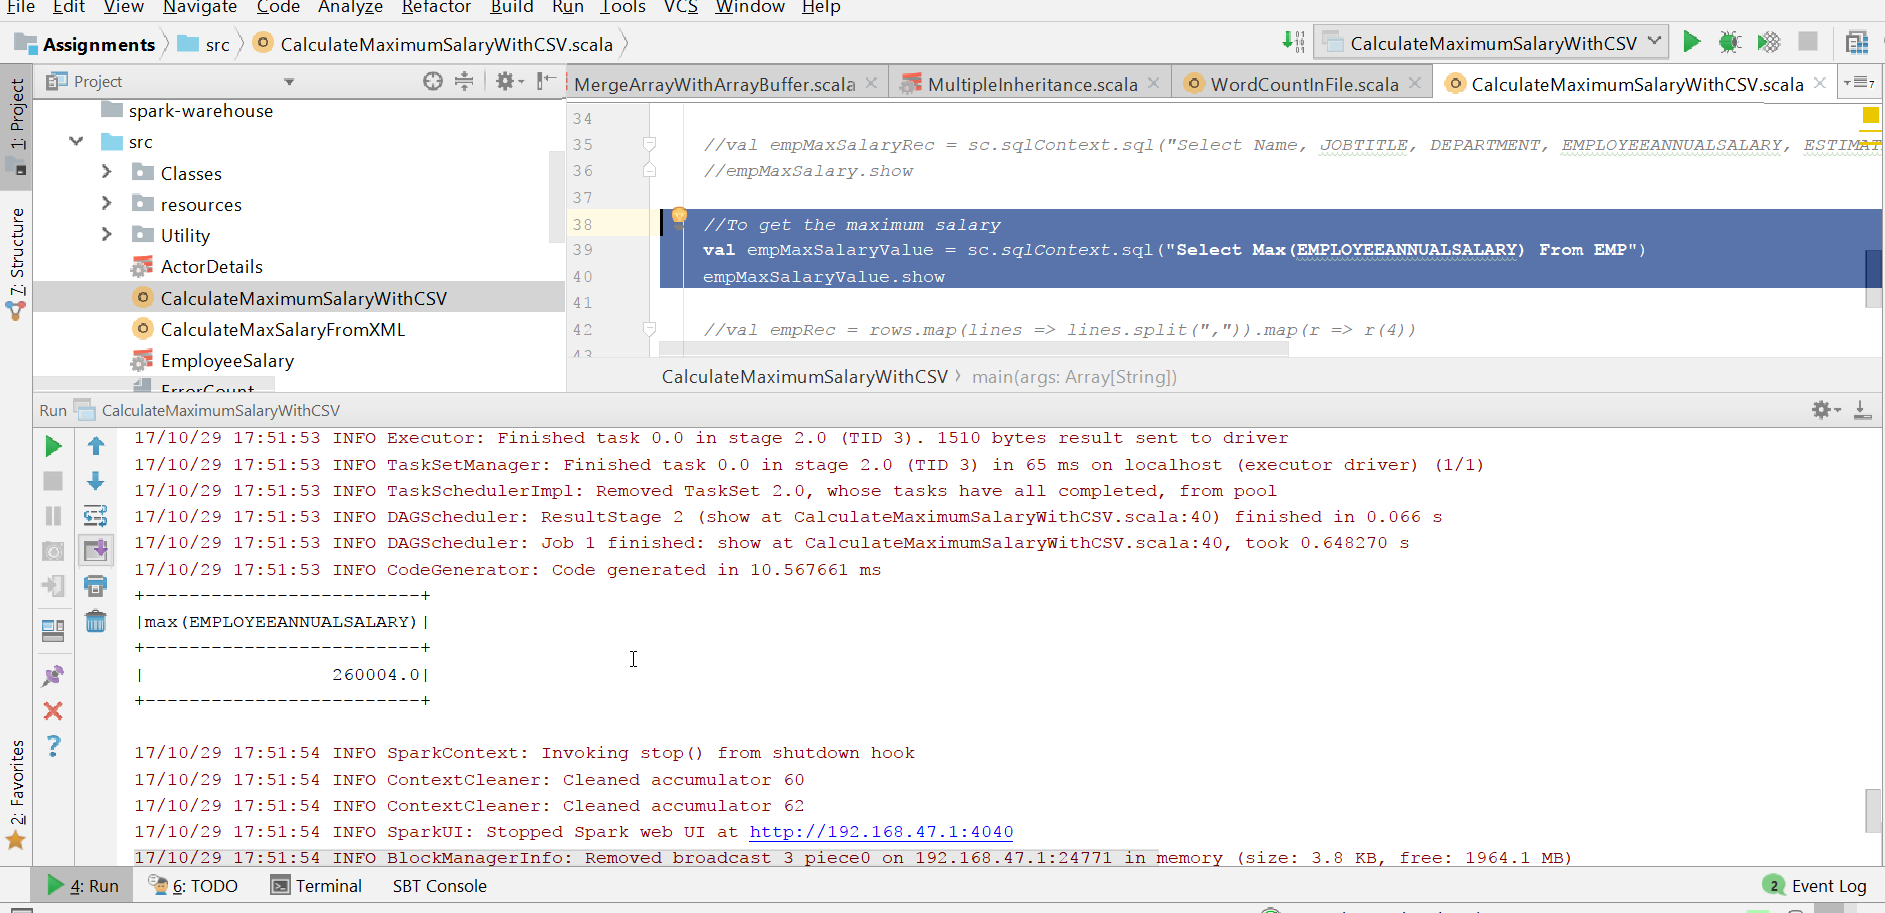 File Edit View Navigate Code Analyze Refactor Build Run Tools VCS Window Help
Assignments src CalculateMaximumSalaryWithCSV.scala CalculateMaximumSalaryWithCSV
1: Project
7: Structure
2: Favorites
Project
spark-warehouse
src
Classes
resources
Utility
ActorDetails
CalculateMaximumSalaryWithCSV
CalculateMaxSalaryFromXML
EmployeeSalary
ErrorCount
MergeArrayWithArrayBuffer.scala MultipleInheritance.scala WordCountInFile.scala CalculateMaximumSalaryWithCSV.scala 7
34
35 //val empMaxSalaryRec = sc.sqlContext.sql("Select Name, JOBTITLE, DEPARTMENT, EMPLOYEEANNUALSALARY, ESTIMAT
36 //empMaxSalary.show
37
38 //To get the maximum salary
39 val empMaxSalaryValue = sc.sqlContext.sql("Select Max(EMPLOYEEANNUALSALARY) From EMP")
40 empMaxSalaryValue.show
41
42 //val empRec = rows.map(lines => lines.split(",")).map(r => r(4))
43
CalculateMaximumSalaryWithCSV › main(args: Array[String])
Run CalculateMaximumSalaryWithCSV
17/10/29 17:51:53 INFO Executor: Finished task 0.0 in stage 2.0 (TID 3). 1510 bytes result sent to driver
17/10/29 17:51:53 INFO TaskSetManager: Finished task 0.0 in stage 2.0 (TID 3) in 65 ms on localhost (executor driver) (1/1)
17/10/29 17:51:53 INFO TaskSchedulerImpl: Removed TaskSet 2.0, whose tasks have all completed, from pool
17/10/29 17:51:53 INFO DAGScheduler: ResultStage 2 (show at CalculateMaximumSalaryWithCSV.scala:40) finished in 0.066 s
17/10/29 17:51:53 INFO DAGScheduler: Job 1 finished: show at CalculateMaximumSalaryWithCSV.scala:40, took 0.648270 s
17/10/29 17:51:53 INFO CodeGenerator: Code generated in 10.567661 ms
+-------------------------+
|max(EMPLOYEEANNUALSALARY)|
+-------------------------+
|                 260004.0|
+-------------------------+
17/10/29 17:51:54 INFO SparkContext: Invoking stop() from shutdown hook
17/10/29 17:51:54 INFO ContextCleaner: Cleaned accumulator 60
17/10/29 17:51:54 INFO ContextCleaner: Cleaned accumulator 62
17/10/29 17:51:54 INFO SparkUI: Stopped Spark web UI at http://192.168.47.1:4040
17/10/29 17:51:54 INFO BlockManagerInfo: Removed broadcast 3 piece0 on 192.168.47.1:24771 in memory (size: 3.8 KB, free: 1964.1 MB)
4: Run 6: TODO Terminal SBT Console 2 Event Log